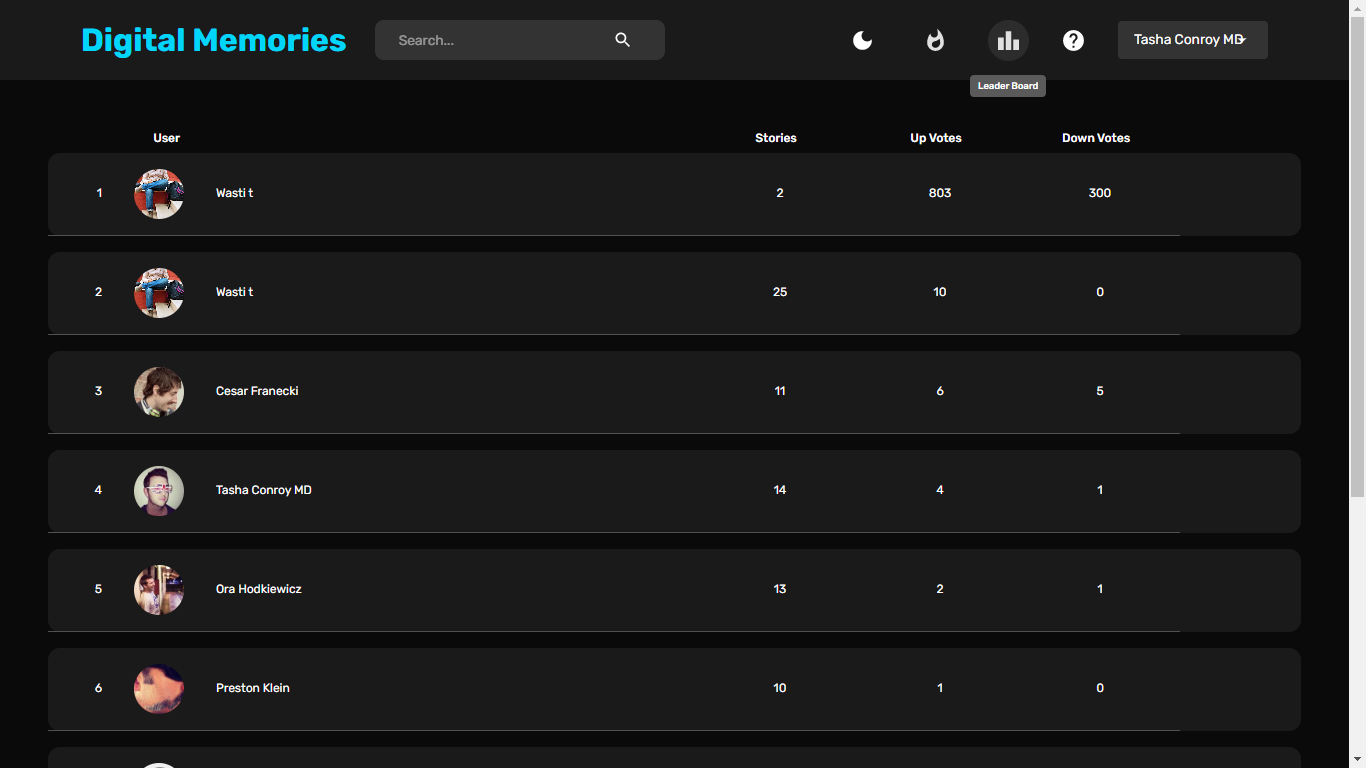 Digital Memories
Search...
Tasha Conroy MD
Leader Board
User Stories Up Votes Down Votes
1 Wasti t 2 803 300
2 Wasti t 25 10 0
3 Cesar Franecki 11 6 5
4 Tasha Conroy MD 14 4 1
5 Ora Hodkiewicz 13 2 1
6 Preston Klein 10 1 0